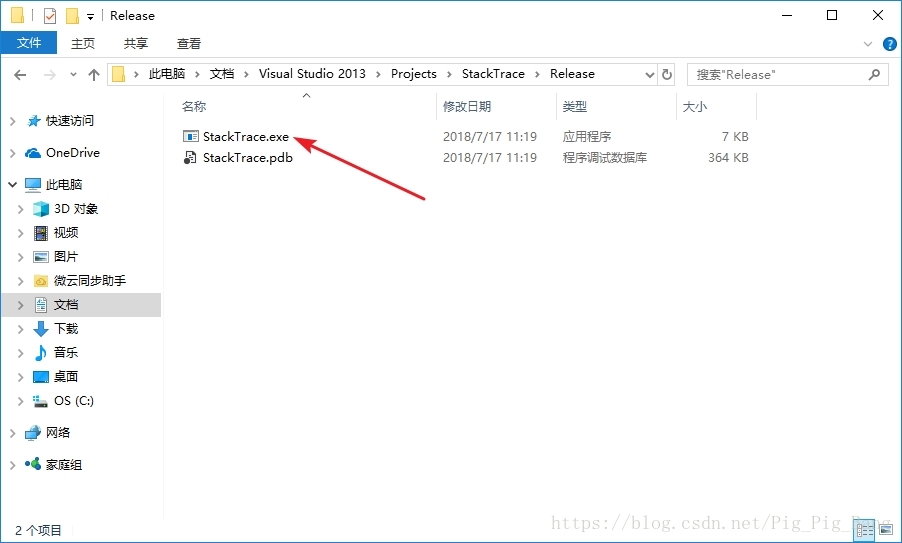 Release
文件 主页 共享 查看
此电脑 文档 Visual Studio 2013 Projects StackTrace Release 搜索"Release"
名称 修改日期 类型 大小
StackTrace.exe 2018/7/17 11:19 应用程序 7 KB
StackTrace.pdb 2018/7/17 11:19 程序调试数据库 364 KB
快速访问
OneDrive
此电脑
3D 对象
视频
图片
微云同步助手
文档
下载
音乐
桌面
OS (C:)
网络
家庭组
2 个项目
https://blog.csdn.net/Pig_Pig_